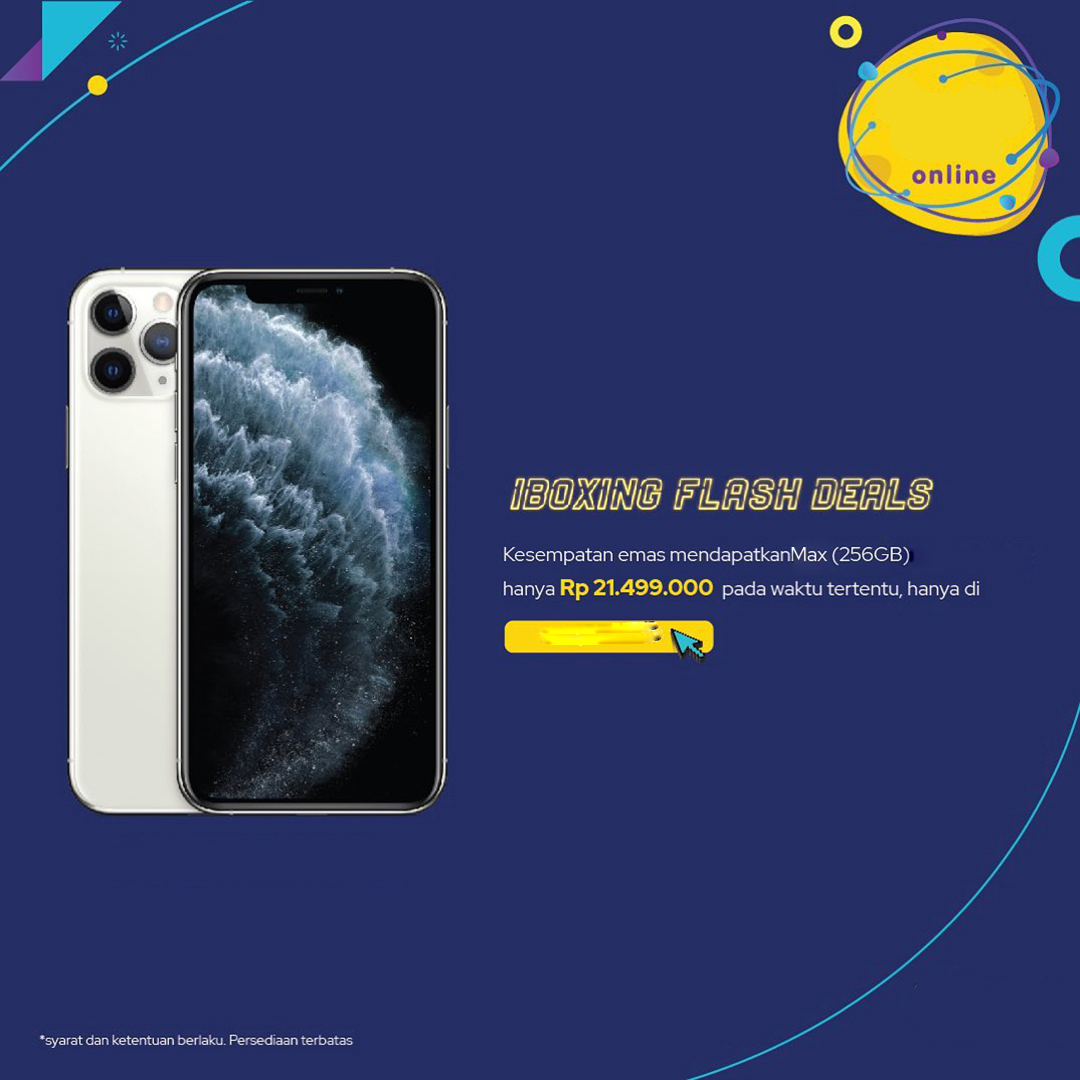 online
IBOXING FLASH DEALS
Kesempatan emas mendapatkanMax (256GB)
hanya Rp 21.499.000 pada waktu tertentu, hanya di
*syarat dan ketentuan berlaku. Persediaan terbatas